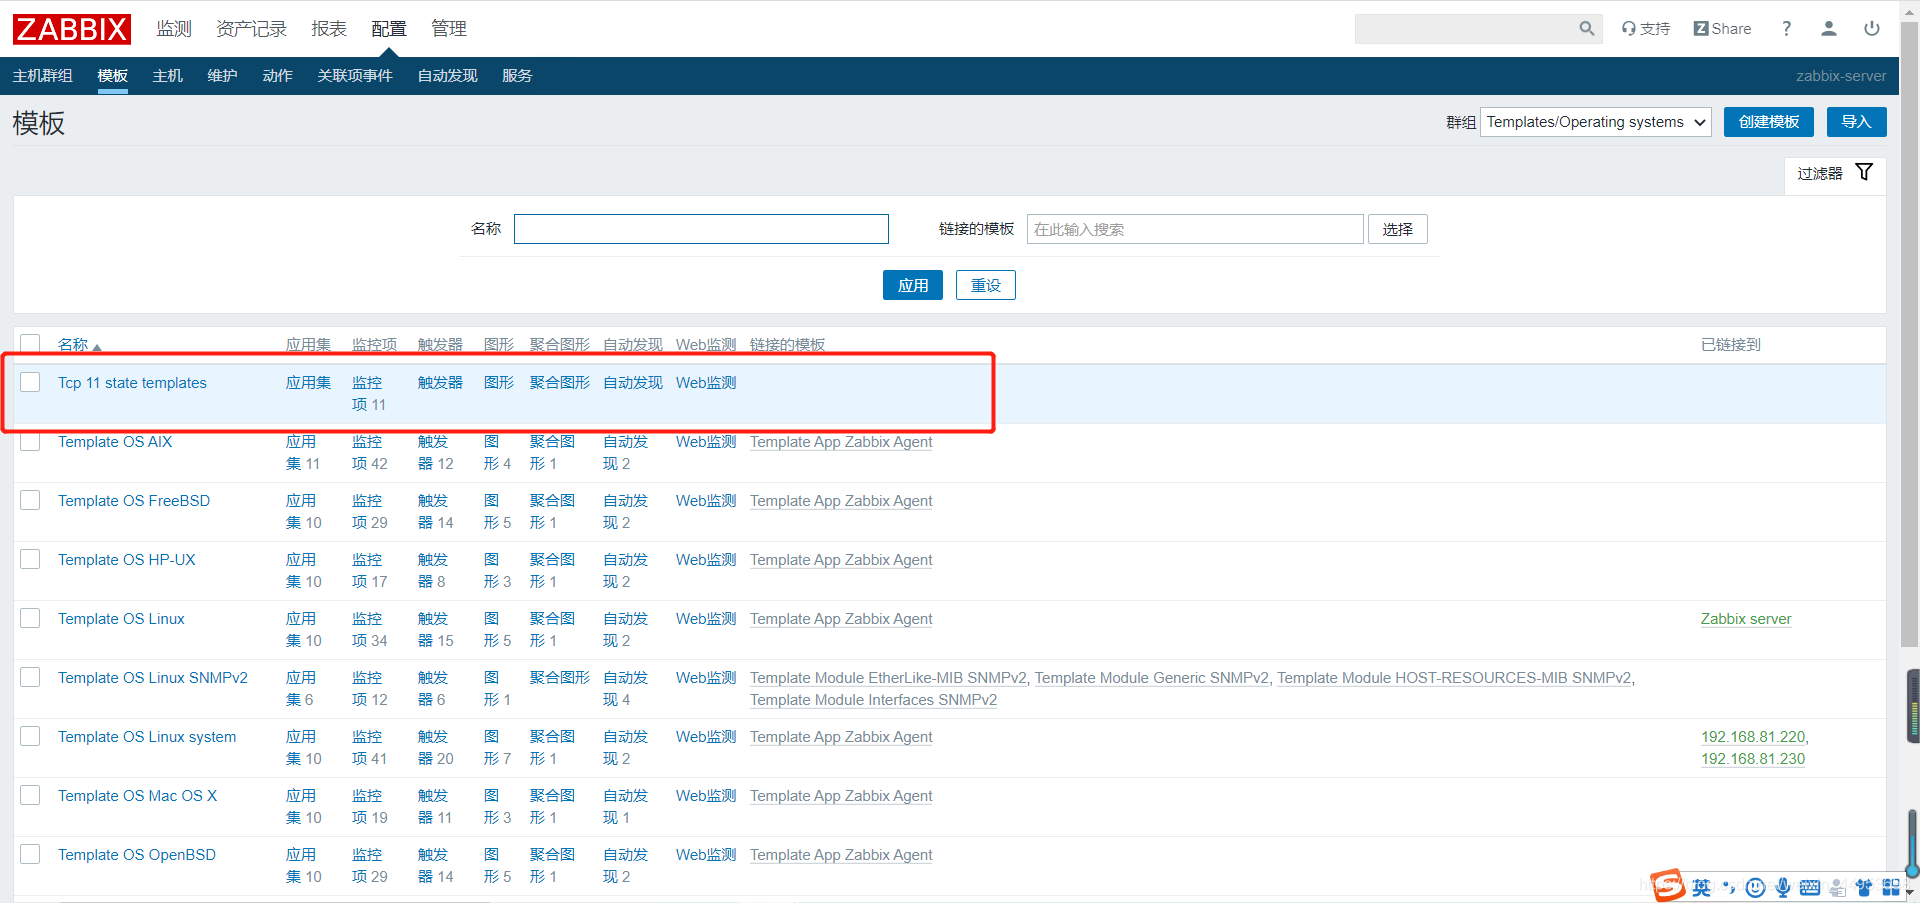 ZABBIX 监测 资产记录 报表 配置 管理 支持 Z Share ?
主机群组 模板 主机 维护 动作 关联项事件 自动发现 服务 zabbix-server
模板 群组 Templates/Operating systems 创建模板 导入
过滤器
名称 链接的模板 在此输入搜索 选择
应用 重设
名称 应用集 监控项 触发器 图形 聚合图形 自动发现 Web监测 链接的模板 已链接到
Tcp 11 state templates 应用集 监控 触发器 图形 聚合图形 自动发现 Web监测
项 11
Template OS AIX 应用 监控 触发 图 聚合图 自动发 Web监测 Template App Zabbix Agent
集 11 项 42 器 12 形 4 形 1 现 2
Template OS FreeBSD 应用 监控 触发 图 聚合图 自动发 Web监测 Template App Zabbix Agent
集 10 项 29 器 14 形 5 形 1 现 2
Template OS HP-UX 应用 监控 触发 图 聚合图 自动发 Web监测 Template App Zabbix Agent
集 10 项 17 器 8 形 3 形 1 现 2
Template OS Linux 应用 监控 触发 图 聚合图 自动发 Web监测 Template App Zabbix Agent Zabbix server
集 10 项 34 器 15 形 5 形 1 现 2
Template OS Linux SNMPv2 应用 监控 触发 图 聚合图形 自动发 Web监测 Template Module EtherLike-MIB SNMPv2, Template Module Generic SNMPv2, Template Module HOST-RESOURCES-MIB SNMPv2,
集 6 项 12 器 6 形 1 现 4 Template Module Interfaces SNMPv2
Template OS Linux system 应用 监控 触发 图 聚合图 自动发 Web监测 Template App Zabbix Agent 192.168.81.220,
集 10 项 41 器 20 形 7 形 1 现 2 192.168.81.230
Template OS Mac OS X 应用 监控 触发 图 聚合图 自动发 Web监测 Template App Zabbix Agent
集 10 项 19 器 11 形 3 形 1 现 1
Template OS OpenBSD 应用 监控 触发 图 聚合图 自动发 Web监测 Template App Zabbix Agent
集 10 项 29 器 14 形 5 形 1 现 2
英